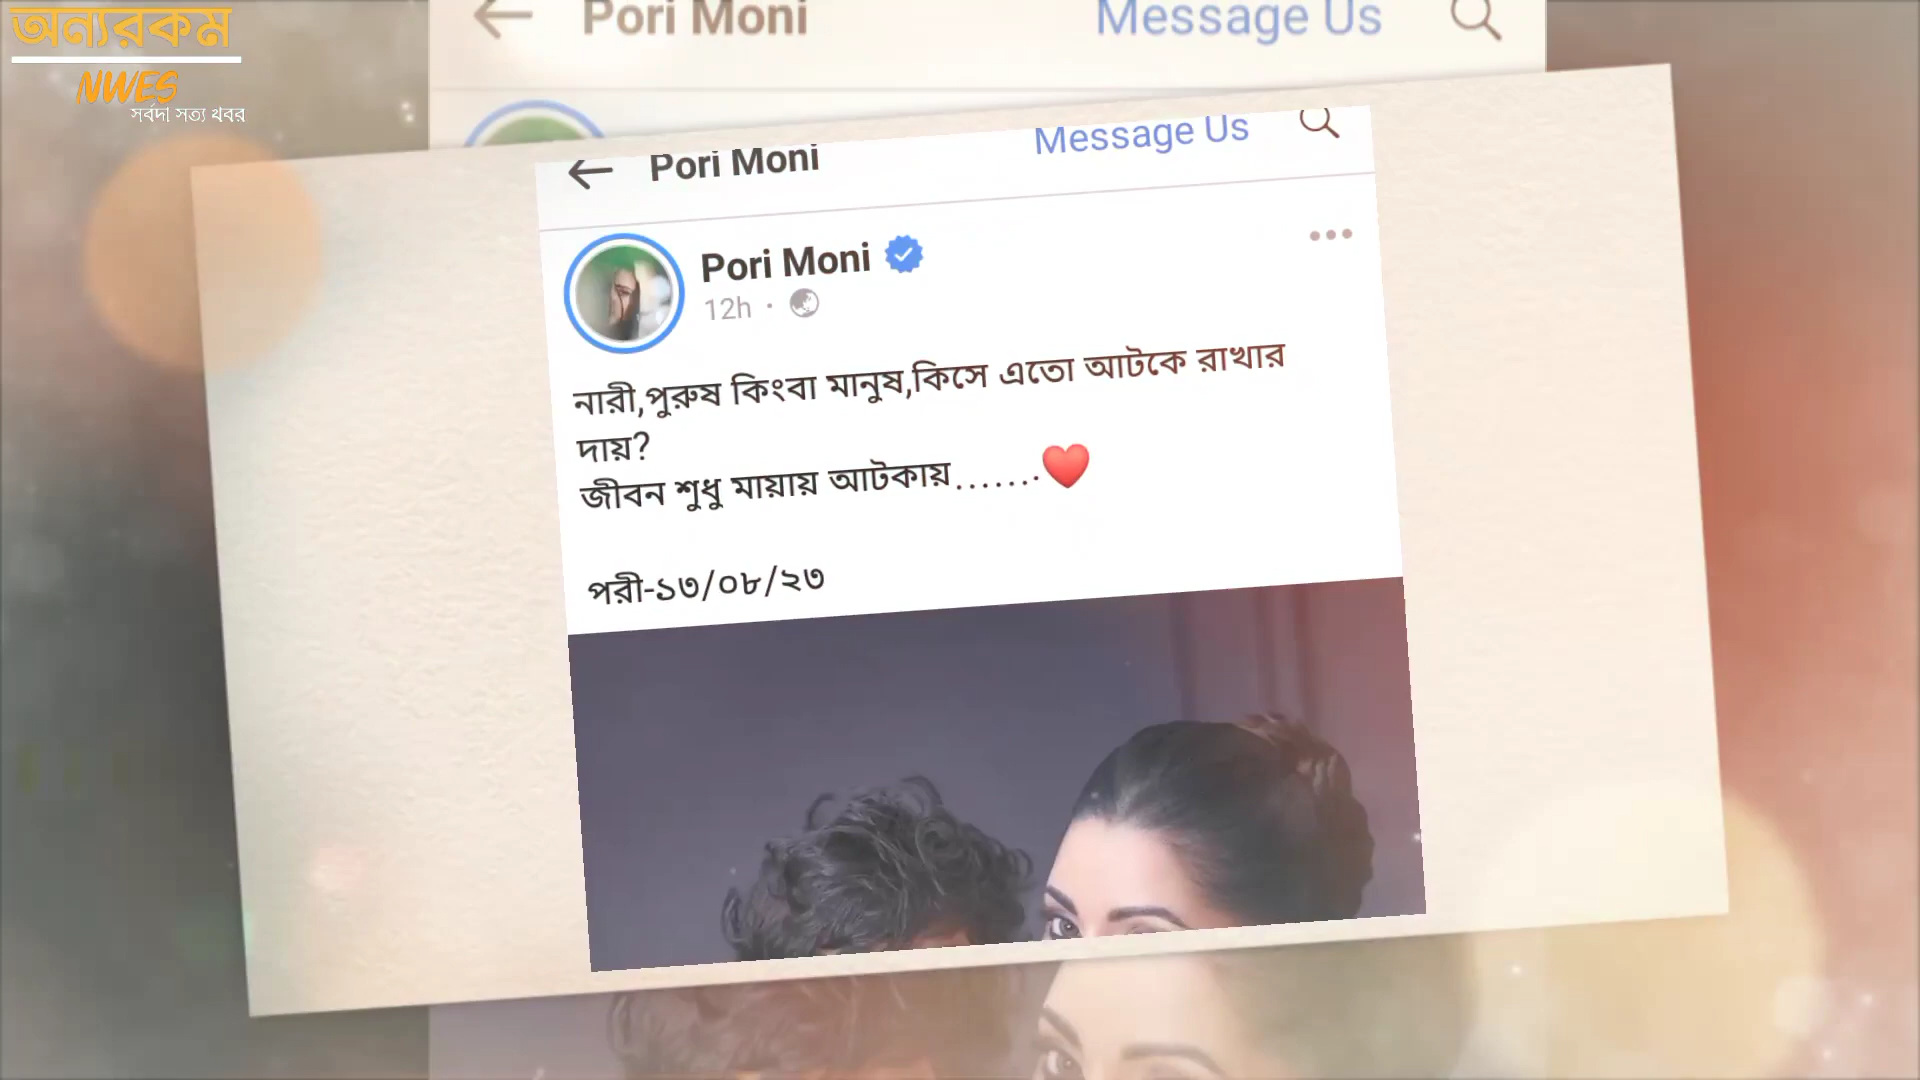 অন্যরকম
NWES
সর্বদা সত্য খবর
Pori Moni Message Us
Pori Moni Message Us
Pori Moni
12h ·
নারী,পুরুষ কিংবা মানুষ,কিসে এতো আটকে রাখার
দায়?
জীবন শুধু মায়ায় আটকায়.......❤️
পরী-১৩/০৮/২৩